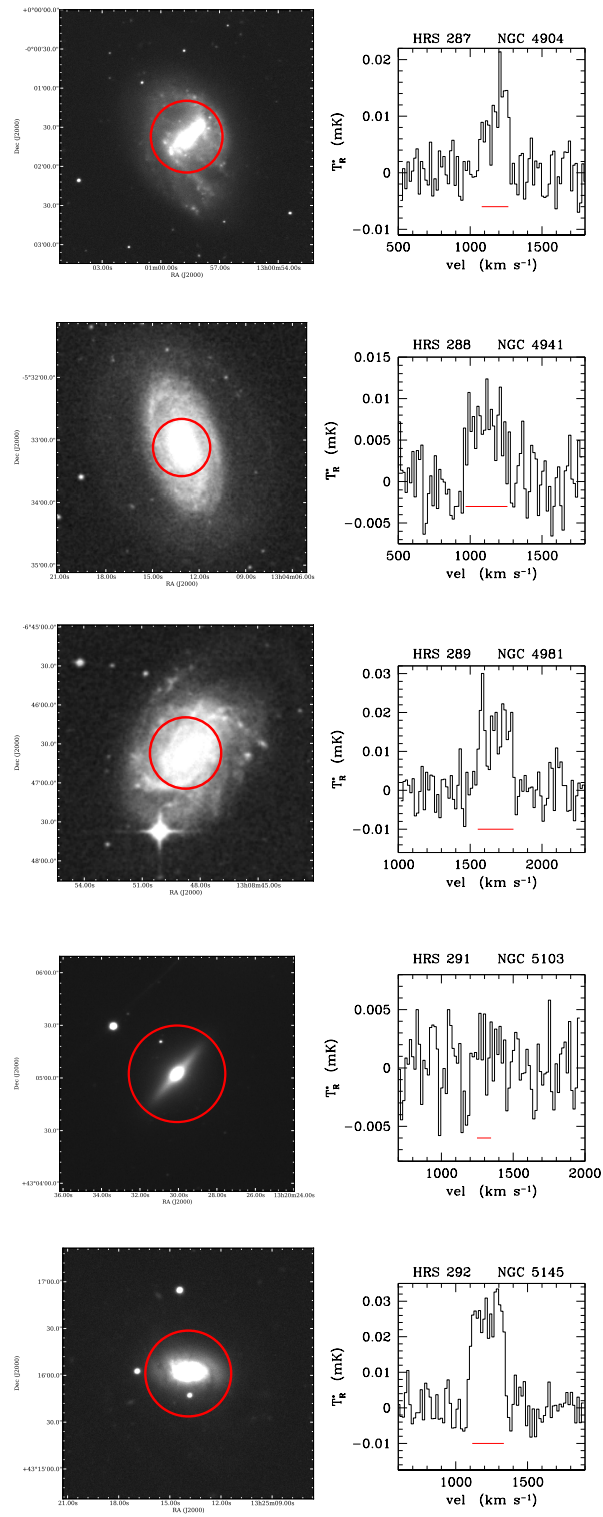 +0°00'00.0"
-0°00'30.0"
01'00.0"
30.0"
02'00.0"
30.0"
03'00.0"
Dec (J2000)
03.00s 01m00.00s 57.00s 13h00m54.00s
RA (J2000)
HRS 287 NGC 4904
0.02
0.01
0
−0.01
T*R (mK)
500 1000 1500
vel (km s⁻¹)
-5°32'00.0"
33'00.0"
34'00.0"
35'00.0"
Dec (J2000)
21.00s 18.00s 15.00s 12.00s 09.00s 13h04m06.00s
RA (J2000)
HRS 288 NGC 4941
0.015
0.01
0.005
0
−0.005
T*R (mK)
500 1000 1500
vel (km s⁻¹)
-6°45'00.0"
30.0"
46'00.0"
30.0"
47'00.0"
30.0"
48'00.0"
Dec (J2000)
54.00s 51.00s 48.00s 13h08m45.00s
RA (J2000)
HRS 289 NGC 4981
0.03
0.02
0.01
0
−0.01
T*R (mK)
1000 1500 2000
vel (km s⁻¹)
06'00.0"
30.0"
05'00.0"
30.0"
+43°04'00.0"
Dec (J2000)
36.00s 34.00s 32.00s 30.00s 28.00s 26.00s 13h20m24.00s
RA (J2000)
HRS 291 NGC 5103
0.005
0
−0.005
T*R (mK)
1000 1500 2000
vel (km s⁻¹)
17'00.0"
30.0"
16'00.0"
30.0"
+43°15'00.0"
Dec (J2000)
21.00s 18.00s 15.00s 12.00s 13h25m09.00s
RA (J2000)
HRS 292 NGC 5145
0.03
0.02
0.01
0
−0.01
T*R (mK)
1000 1500
vel (km s⁻¹)